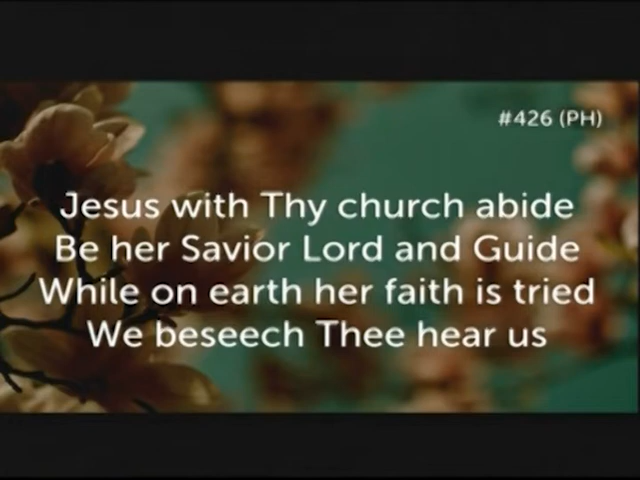 #426 (PH)
Jesus with Thy church abide
Be her Savior Lord and Guide
While on earth her faith is tried
We beseech Thee hear us